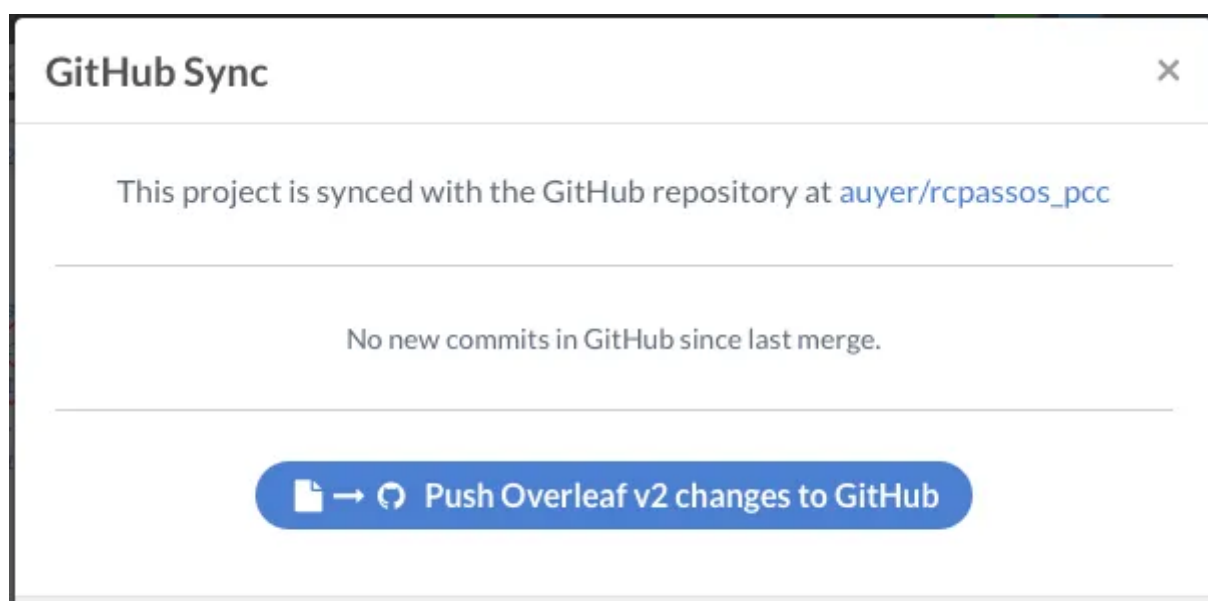 GitHub Sync
This project is synced with the GitHub repository at auyer/rcpassos_pcc
No new commits in GitHub since last merge.
Push Overleaf v2 changes to GitHub